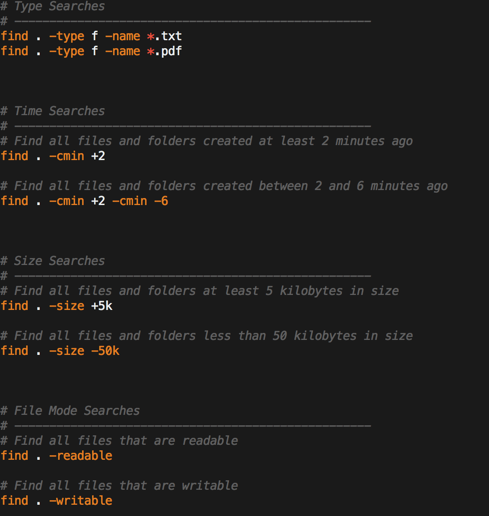 # Type Searches
# ---------------------------------------------------
find . -type f -name *.txt
find . -type f -name *.pdf
# Time Searches
# ---------------------------------------------------
# Find all files and folders created at least 2 minutes ago
find . -cmin +2
# Find all files and folders created between 2 and 6 minutes ago
find . -cmin +2 -cmin -6
# Size Searches
# ---------------------------------------------------
# Find all files and folders at least 5 kilobytes in size
find . -size +5k
# Find all files and folders less than 50 kilobytes in size
find . -size -50k
# File Mode Searches
# ---------------------------------------------------
# Find all files that are readable
find . -readable
# Find all files that are writable
find . -writable